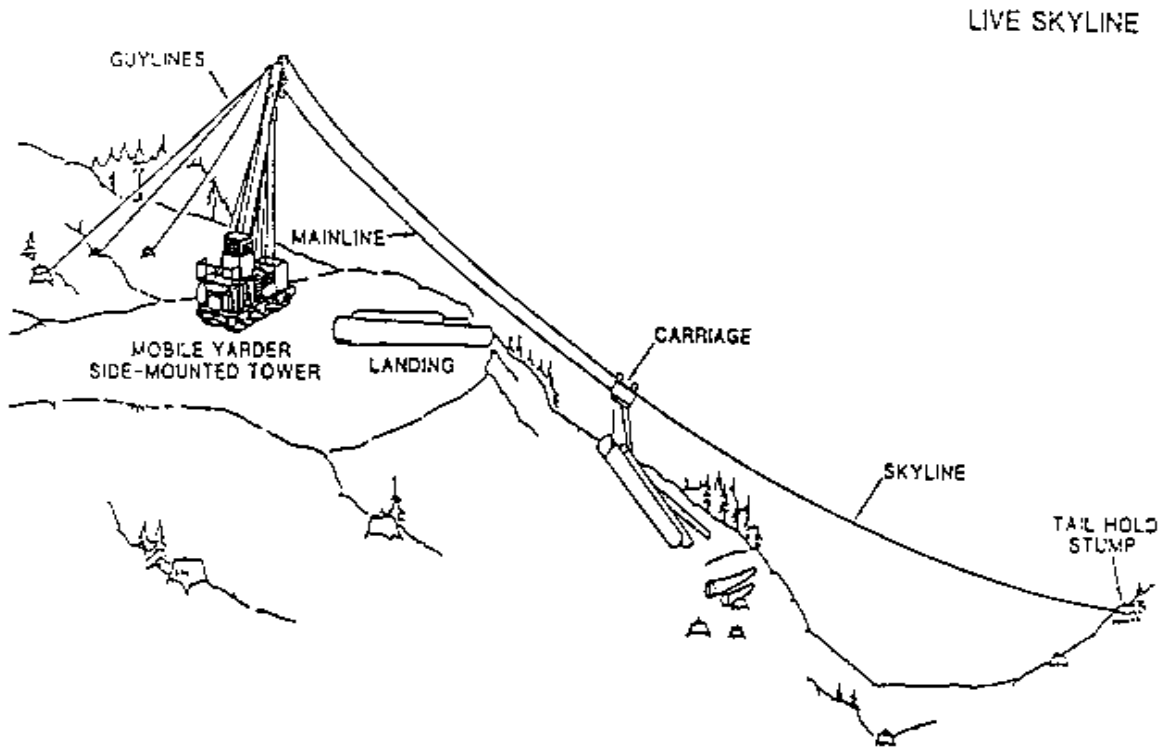 LIVE SKYLINE
GUYLINES
MAINLINE
MOBILE YARDER
SIDE-MOUNTED TOWER
LANDING
CARRIAGE
SKYLINE
TAIL HOLD
STUMP